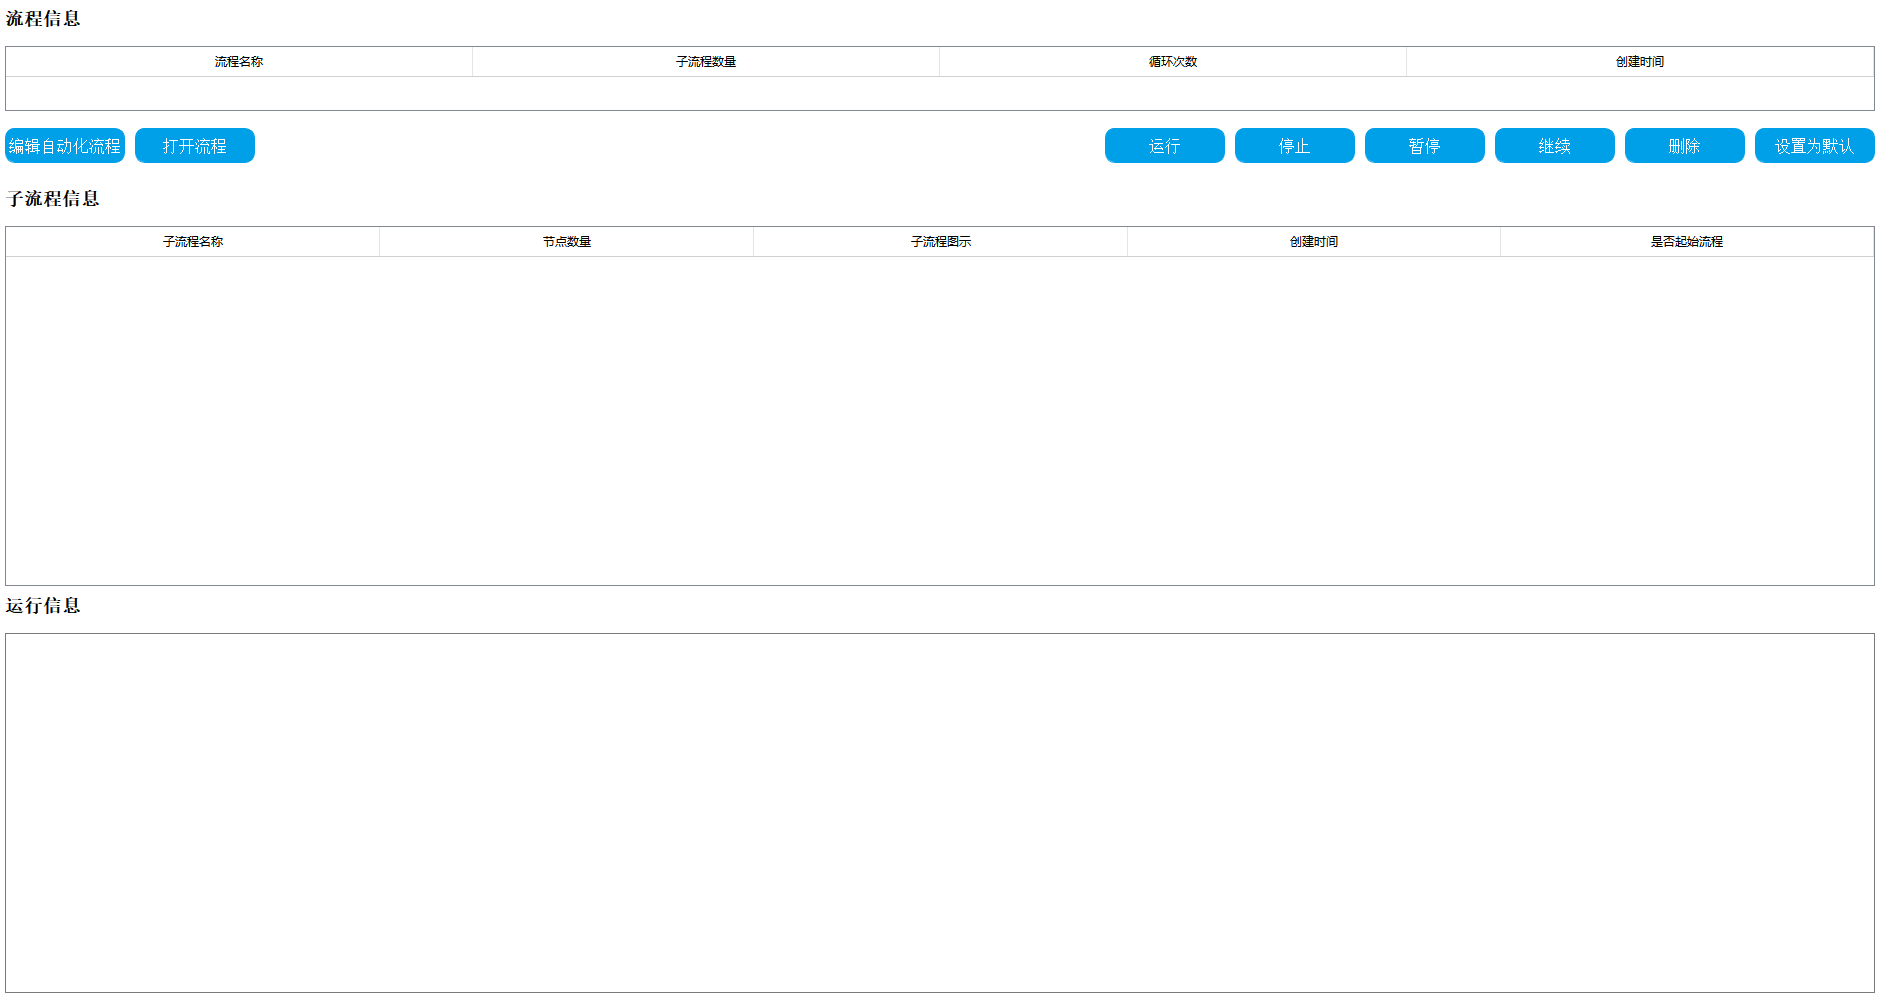 流程信息
流程名称 子流程数量 循环次数 创建时间
编辑自动化流程 打开流程 运行 停止 暂停 继续 删除 设置为默认
子流程信息
子流程名称 节点数量 子流程图示 创建时间 是否起始流程
运行信息